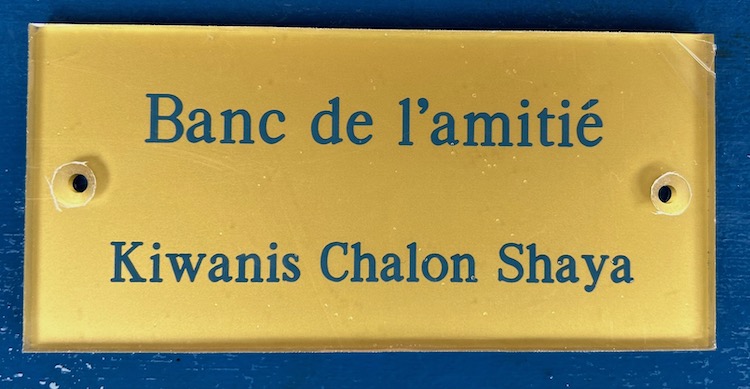 Banc de l'amitié
Kiwanis Chalon Shaya